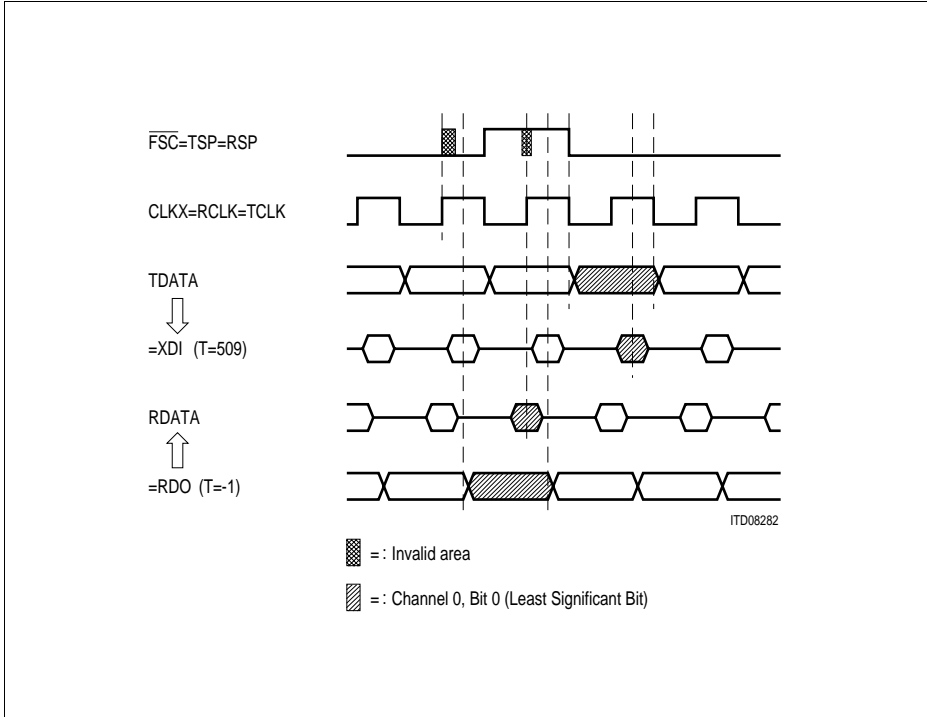 F̅S̅C̅=TSP=RSP
CLKX=RCLK=TCLK
TDATA
=XDI (T=509)
RDATA
=RDO (T=-1)
ITD08282
=: Invalid area
=: Channel 0, Bit 0 (Least Significant Bit)